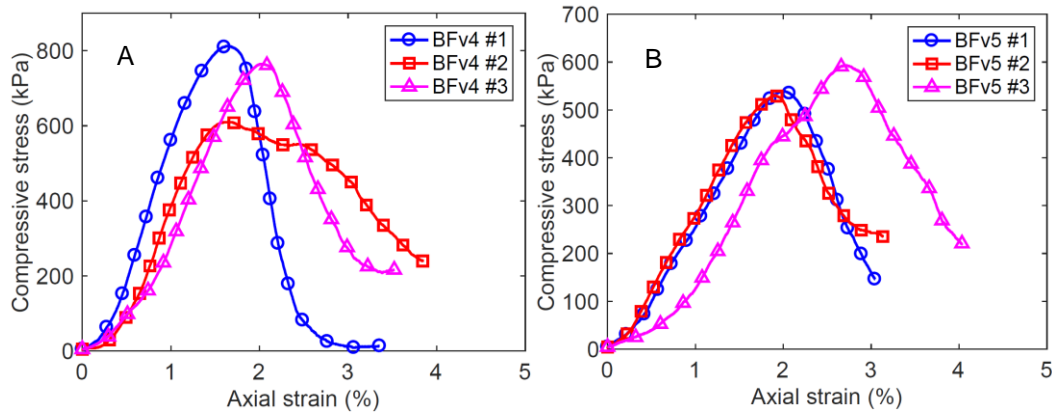 A
BFv4 #1
BFv4 #2
BFv4 #3
Compressive stress (kPa)
800
600
400
200
0
0 1 2 3 4 5
Axial strain (%)
B
BFv5 #1
BFv5 #2
BFv5 #3
Compressive stress (kPa)
700
600
500
400
300
200
100
0
0 1 2 3 4 5
Axial strain (%)